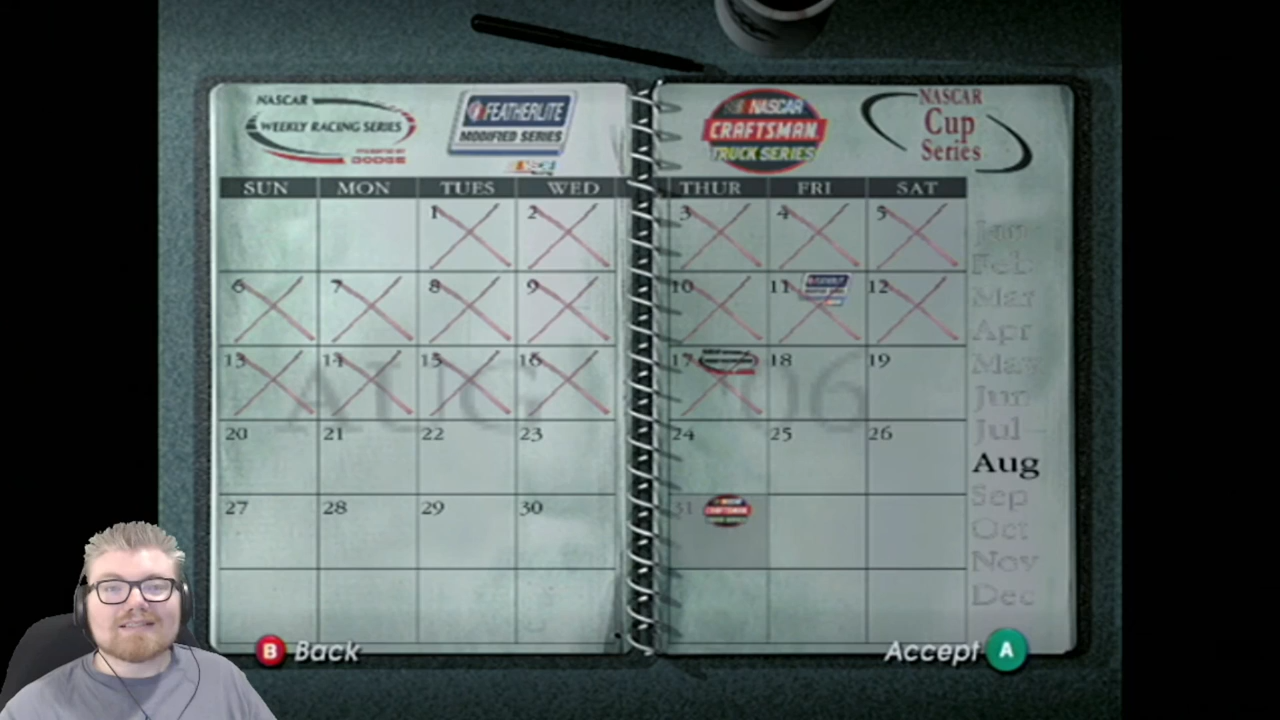 NASCAR
WEEKLY RACING SERIES
DODGE
FEATHERLITE
MODIFIED SERIES
NASCAR
CRAFTSMAN
TRUCK SERIES
NASCAR
Cup
Series
SUN MON TUES WED THUR FRI SAT
1 2 3 4 5
6 7 8 9 10 11 12
13 14 15 16 17 18 19
20 21 22 23 24 25 26
27 28 29 30 31
AUG 06
Jan
Feb
Mar
Apr
May
Jun
Jul
Aug
Sep
Oct
Nov
Dec
B Back
Accept A